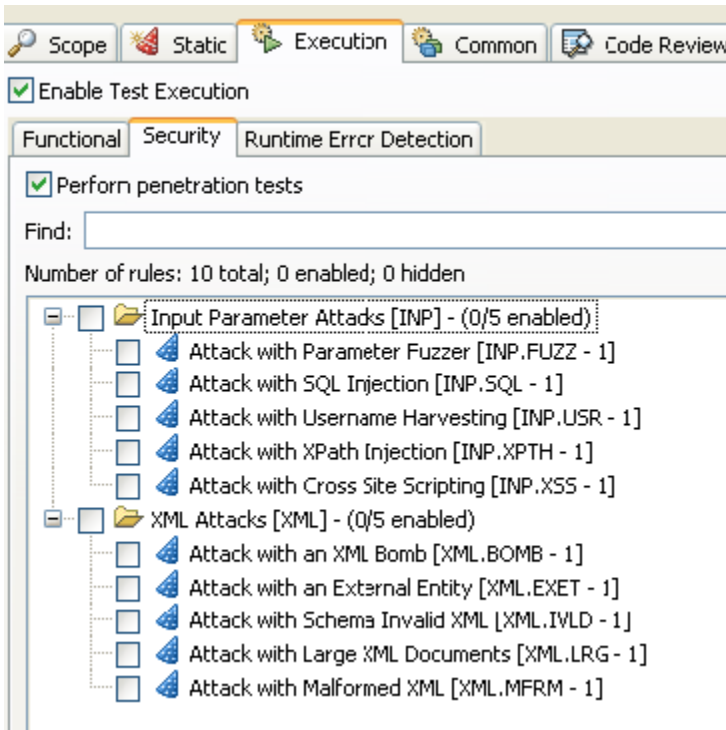 Scope Static Execution Common Code Review
Enable Test Execution
Functional Security Runtime Error Detection
Perform penetration tests
Find:
Number of rules: 10 total; 0 enabled; 0 hidden
Input Parameter Attacks [INP] - (0/5 enabled)
Attack with Parameter Fuzzer [INP.FUZZ - 1]
Attack with SQL Injection [INP.SQL - 1]
Attack with Username Harvesting [INP.USR - 1]
Attack with XPath Injection [INP.XPTH - 1]
Attack with Cross Site Scripting [INP.XSS - 1]
XML Attacks [XML] - (0/5 enabled)
Attack with an XML Bomb [XML.BOMB - 1]
Attack with an External Entity [XML.EXET - 1]
Attack with Schema Invalid XML [XML.IVLD - 1]
Attack with Large XML Documents [XML.LRG - 1]
Attack with Malformed XML [XML.MFRM - 1]